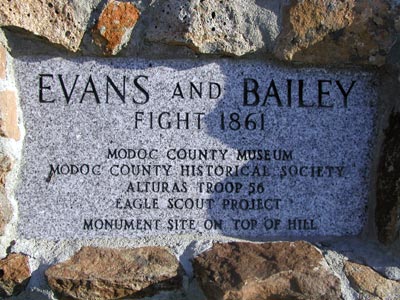 EVANS AND BAILEY
FIGHT 1861
MODOC COUNTY MUSEUM
MODOC COUNTY HISTORICAL SOCIETY
ALTURAS TROOP 56
EAGLE SCOUT PROJECT
MONUMENT SITE ON TOP OF HILL